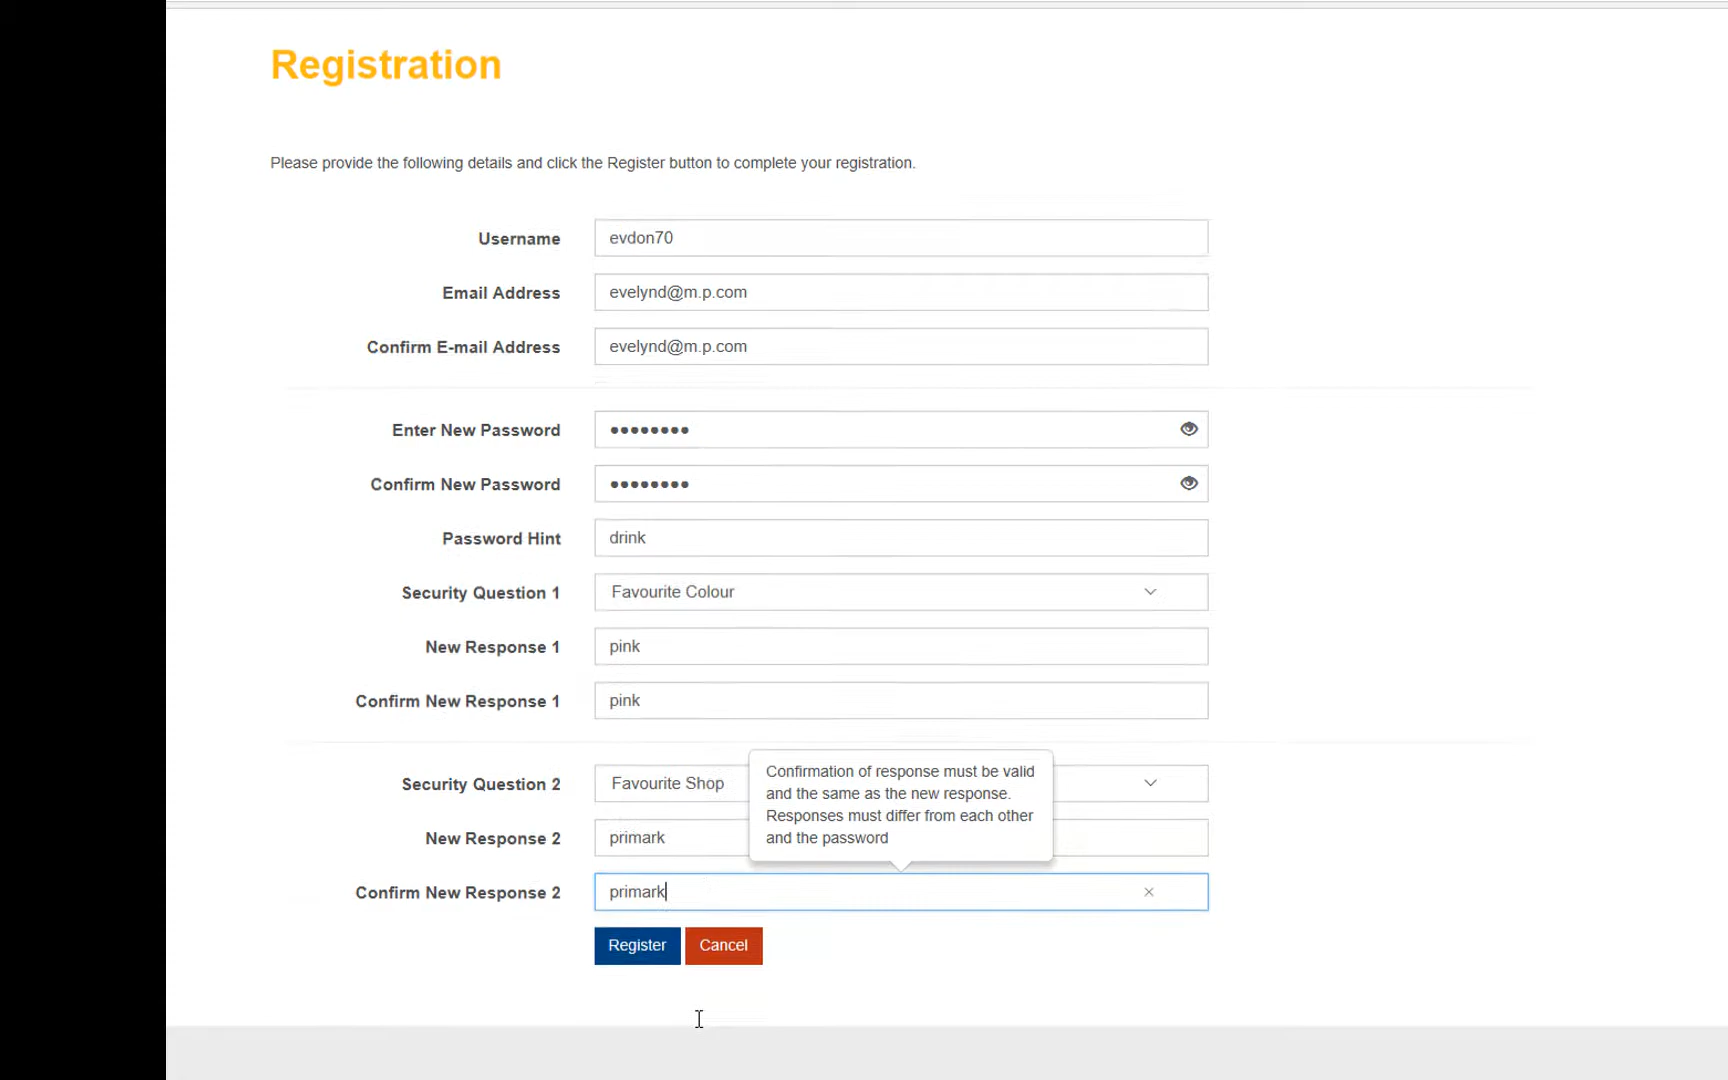 Registration
Please provide the following details and click the Register button to complete your registration.
Username evdon70
Email Address evelynd@m.p.com
Confirm E-mail Address evelynd@m.p.com
Enter New Password ••••••••
Confirm New Password ••••••••
Password Hint drink
Security Question 1 Favourite Colour
New Response 1 pink
Confirm New Response 1 pink
Security Question 2 Favourite Shop
Confirmation of response must be valid
and the same as the new response.
Responses must differ from each other
and the password
New Response 2 primark
Confirm New Response 2 primark
Register Cancel